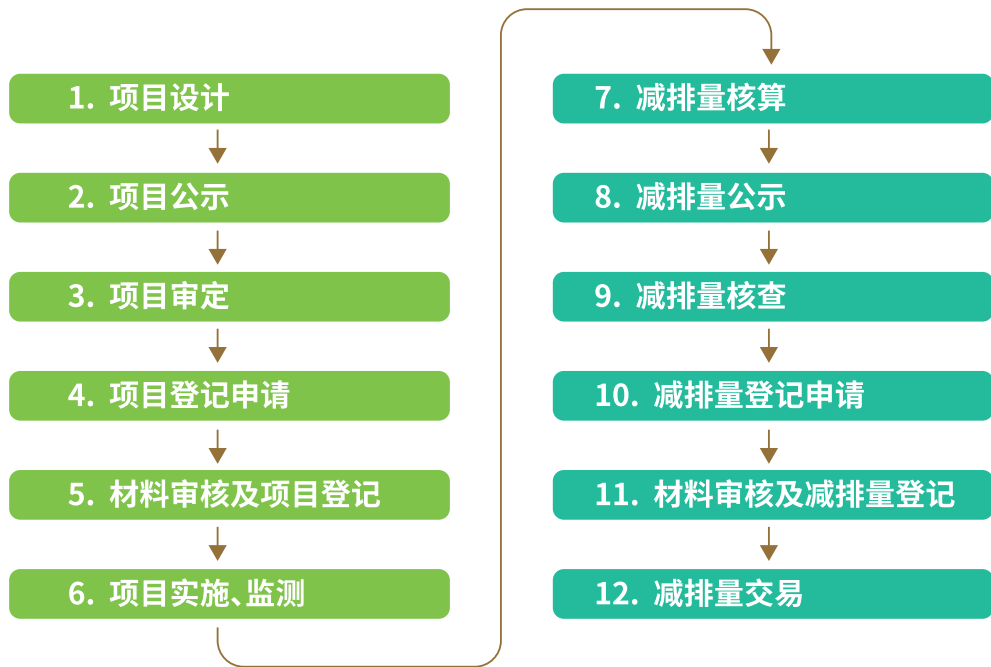 1. 项目设计
2. 项目公示
3. 项目审定
4. 项目登记申请
5. 材料审核及项目登记
6. 项目实施、监测
7. 减排量核算
8. 减排量公示
9. 减排量核查
10. 减排量登记申请
11. 材料审核及减排量登记
12. 减排量交易